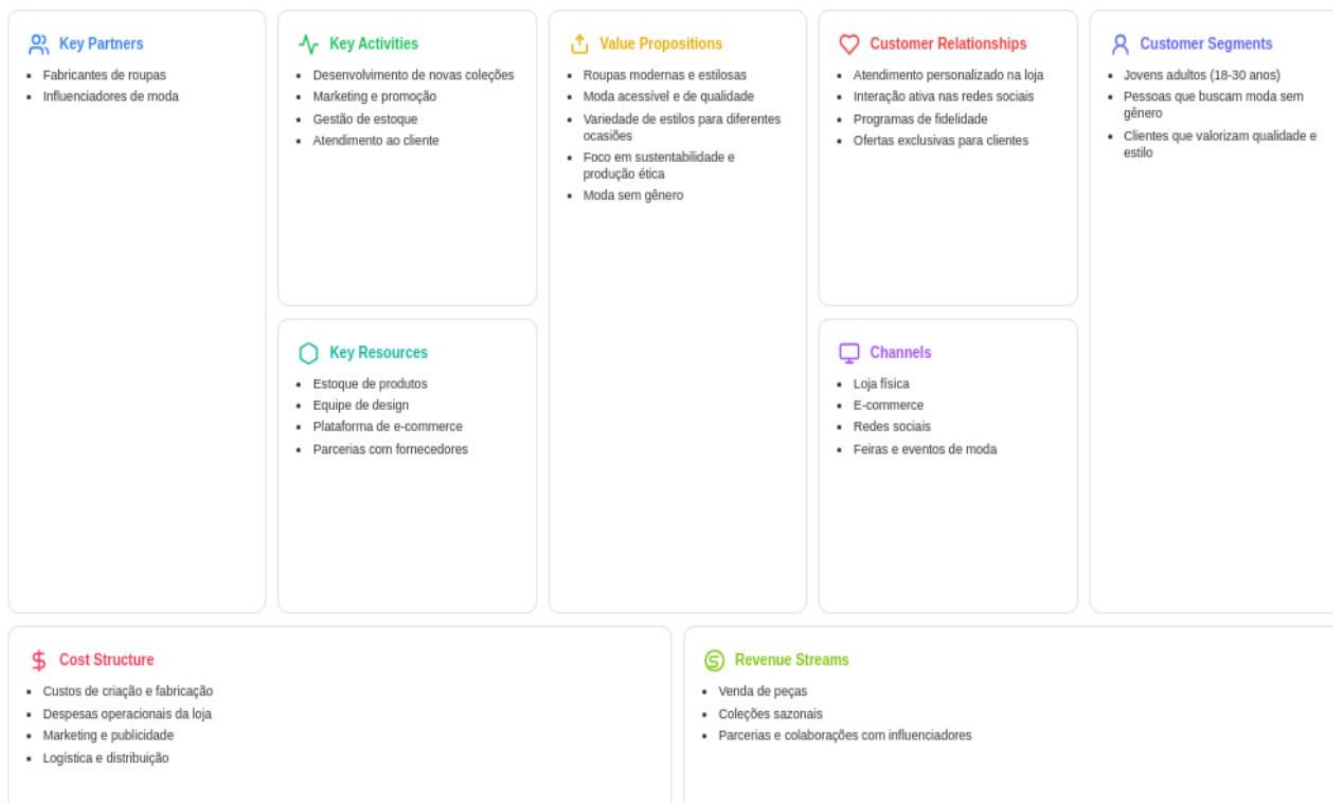 Key Partners
Fabricantes de roupas
Influenciadores de moda
Key Activities
Desenvolvimento de novas coleções
Marketing e promoção
Gestão de estoque
Atendimento ao cliente
Key Resources
Estoque de produtos
Equipe de design
Plataforma de e-commerce
Parcerias com fornecedores
Value Propositions
Roupas modernas e estilosas
Moda acessível e de qualidade
Variedade de estilos para diferentes
ocasiões
Foco em sustentabilidade e
produção ética
Moda sem gênero
Customer Relationships
Atendimento personalizado na loja
Interação ativa nas redes sociais
Programas de fidelidade
Ofertas exclusivas para clientes
Channels
Loja física
E-commerce
Redes sociais
Feiras e eventos de moda
Customer Segments
Jovens adultos (18-30 anos)
Pessoas que buscam moda sem
gênero
Clientes que valorizam qualidade e
estilo
Cost Structure
Custos de criação e fabricação
Despesas operacionais da loja
Marketing e publicidade
Logística e distribuição
Revenue Streams
Venda de peças
Coleções sazonais
Parcerias e colaborações com influenciadores